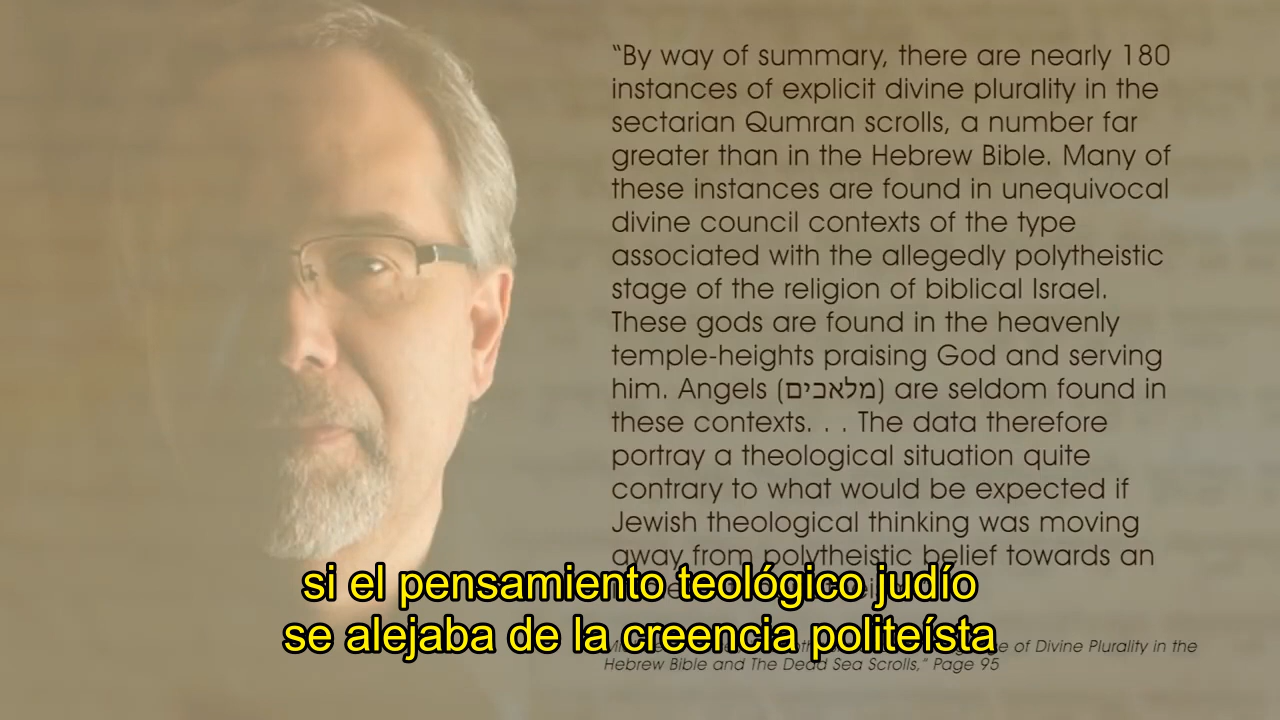 “By way of summary, there are nearly 180
instances of explicit divine plurality in the
sectarian Qumran scrolls, a number far
greater than in the Hebrew Bible. Many of
these instances are found in unequivocal
divine council contexts of the type
associated with the allegedly polytheistic
stage of the religion of biblical Israel.
These gods are found in the heavenly
temple-heights praising God and serving
him. Angels (מלאכים) are seldom found in
these contexts. . . The data therefore
portray a theological situation quite
contrary to what would be expected if
Jewish theological thinking was moving
away from polytheistic belief towards an
si el pensamiento teológico judío
se alejaba de la creencia politeísta
of Divine Plurality in the
Hebrew Bible and The Dead Sea Scrolls,” Page 95